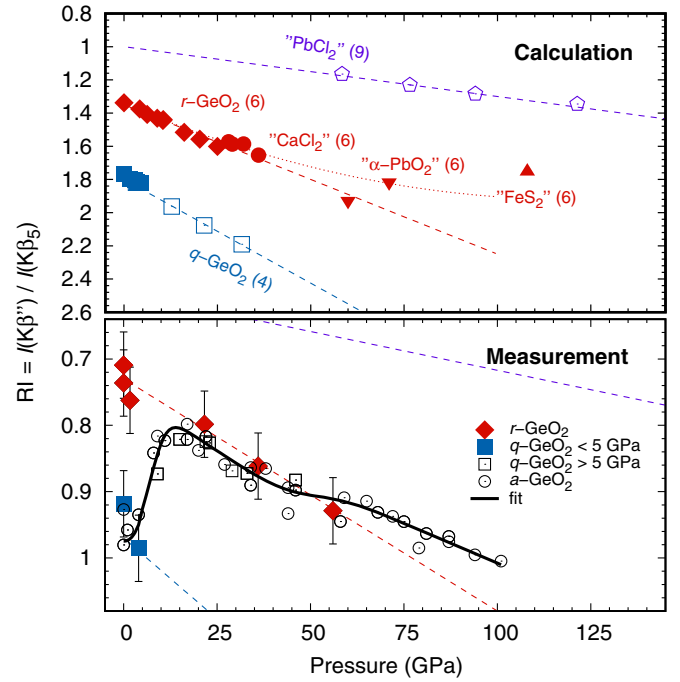 RI = I(Kβ") / I(Kβ5)
0.8
1
1.2
1.4
1.6
1.8
2
2.2
2.4
2.6
Calculation
"PbCl2" (9)
r-GeO2 (6)
"CaCl2" (6)
"α-PbO2" (6)
"FeS2" (6)
q-GeO2 (4)
0.7
0.8
0.9
1
Measurement
r-GeO2
q-GeO2 < 5 GPa
q-GeO2 > 5 GPa
a-GeO2
fit
0 25 50 75 100 125
Pressure (GPa)